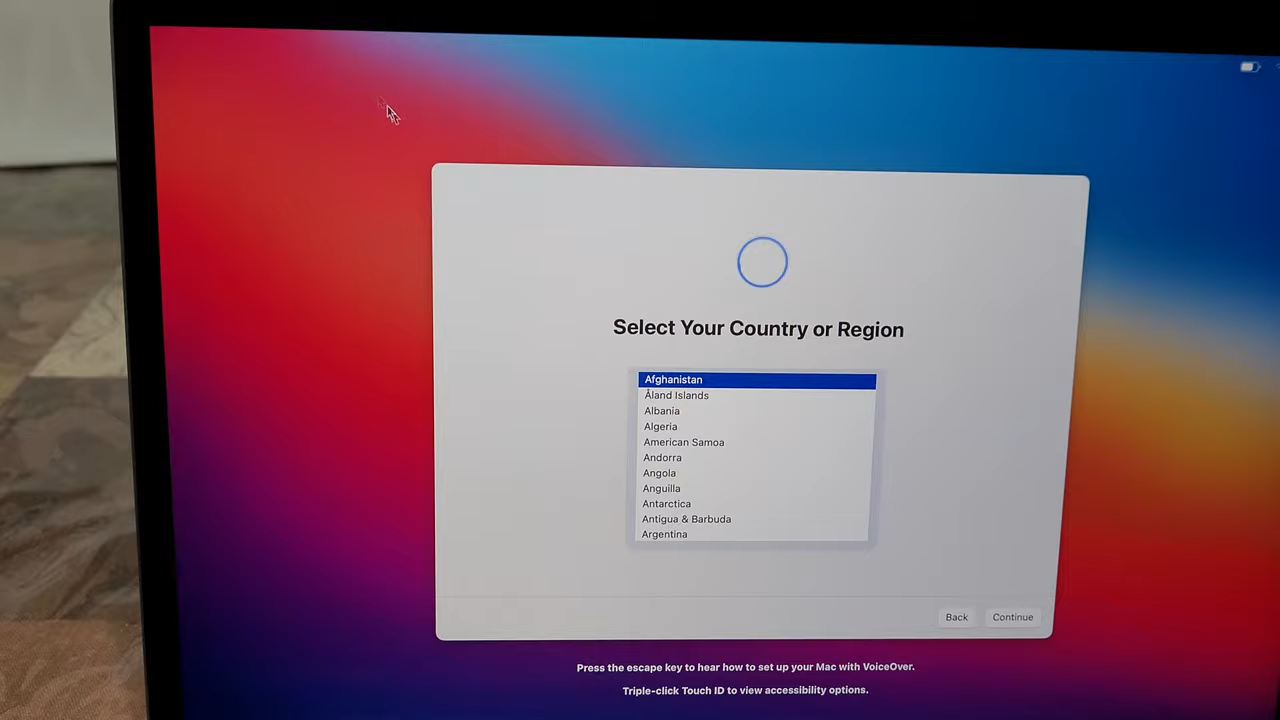 Select Your Country or Region
Afghanistan
Åland Islands
Albania
Algeria
American Samoa
Andorra
Angola
Anguilla
Antarctica
Antigua & Barbuda
Argentina
Back
Continue
Press the escape key to hear how to set up your Mac with VoiceOver.
Triple-click Touch ID to view accessibility options.